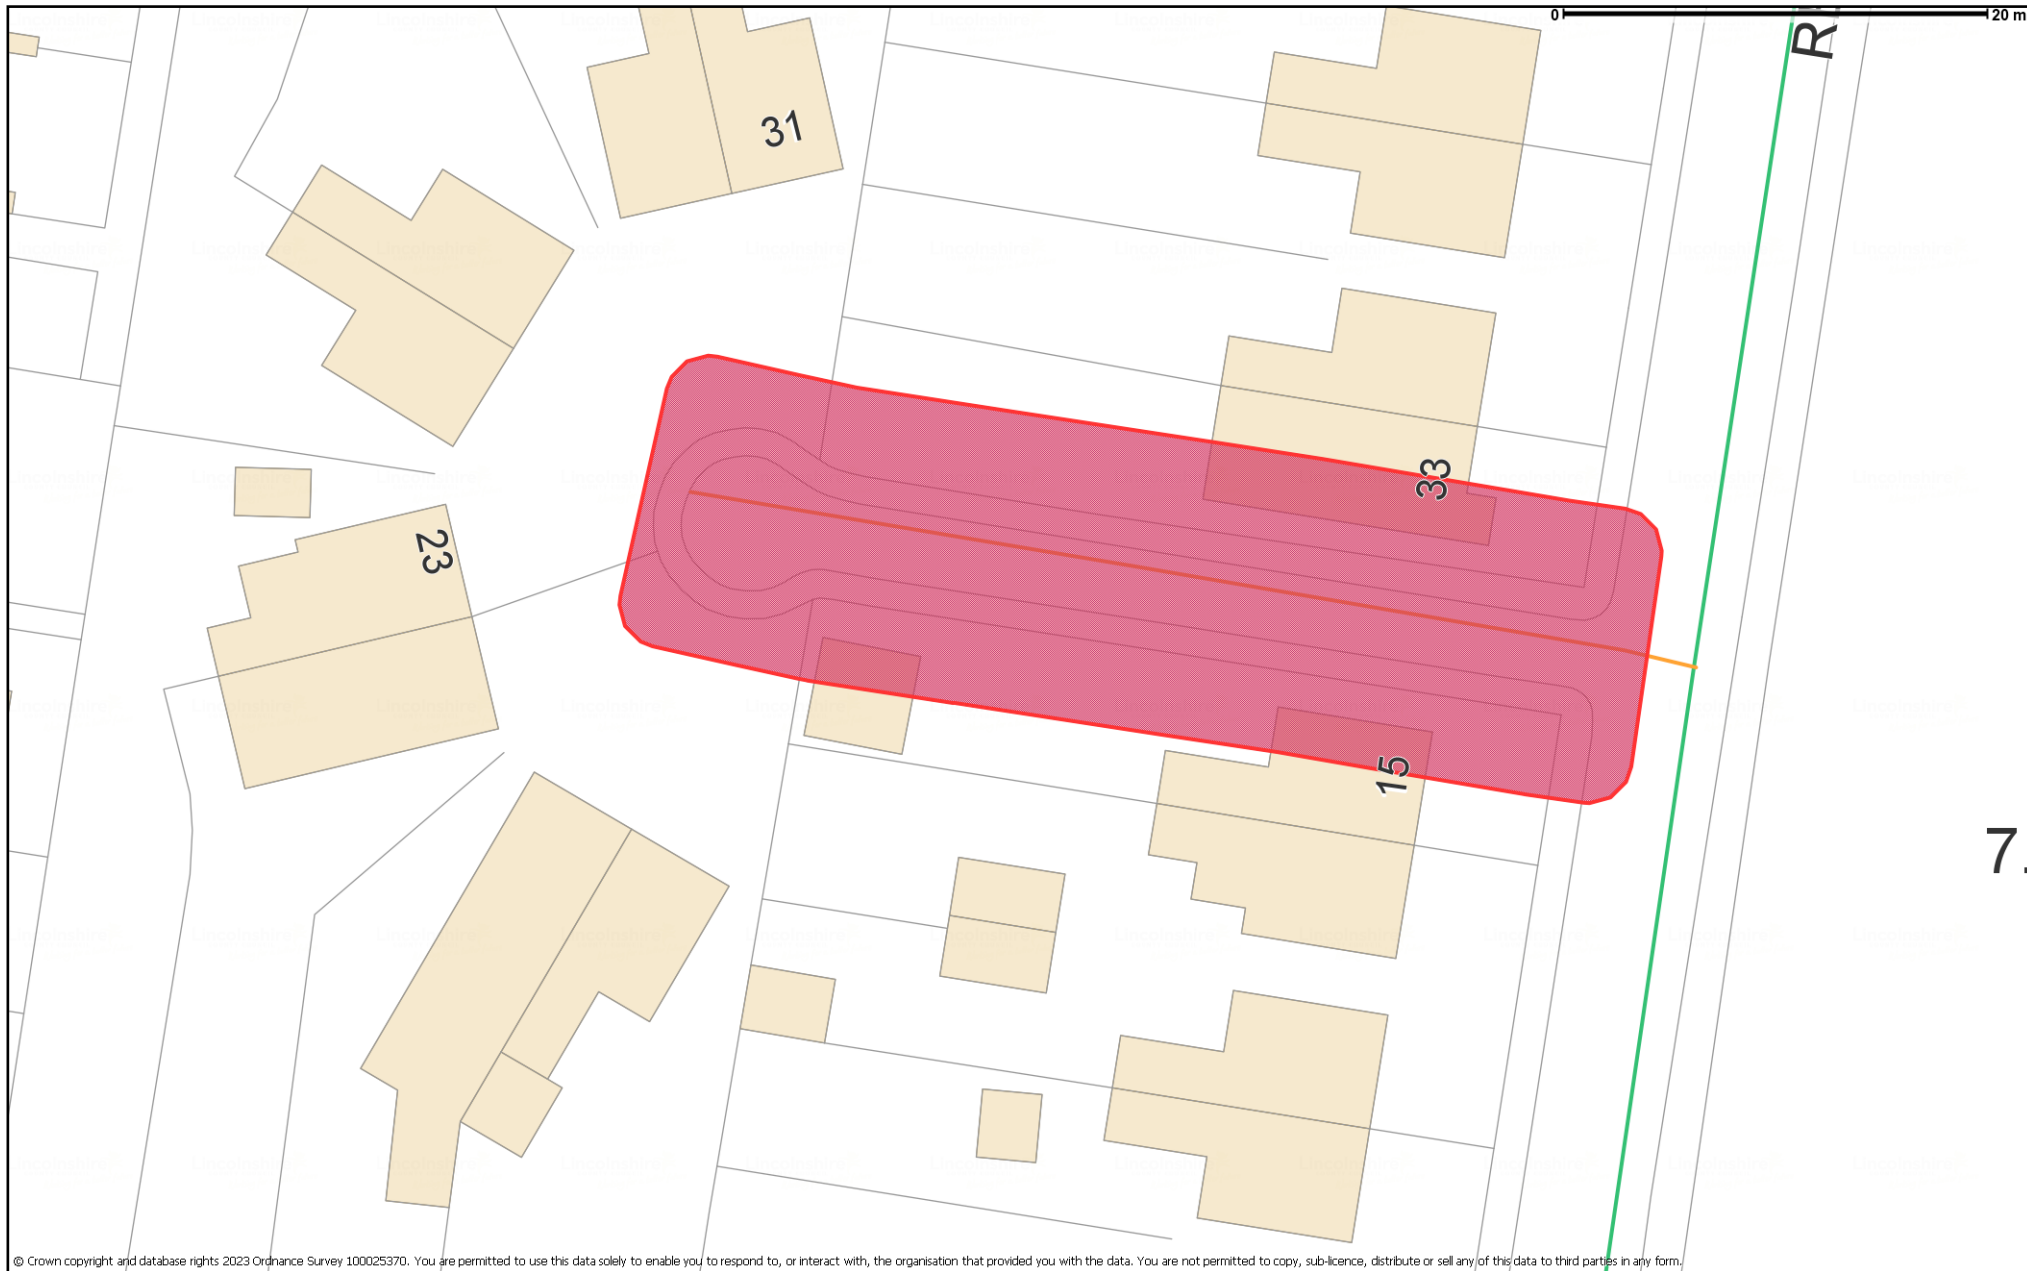 0 20 m
R
31
33
23
15
7.
© Crown copyright and database rights 2023 Ordnance Survey 100025370. You are permitted to use this data solely to enable you to respond to, or interact with, the organisation that provided you with the data. You are not permitted to copy, sub-licence, distribute or sell any of this data to third parties in any form.